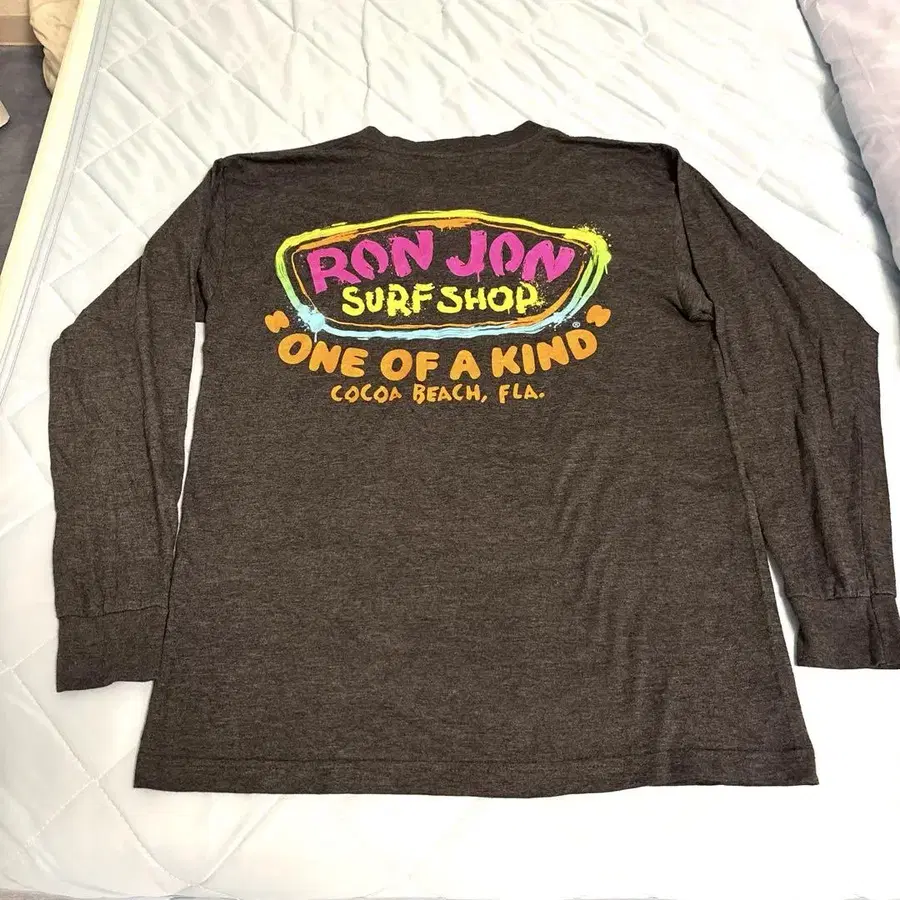 RON JON
SURF SHOP
®
ONE OF A KIND
COCOA BEACH, FLA.